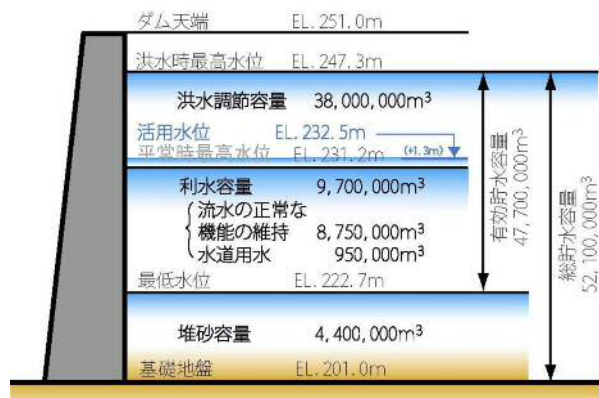 ダム天端 EL.251.0m
洪水時最高水位 EL.247.3m
洪水調節容量 38,000,000m³
活用水位 EL.232.5m
平常時最高水位 EL.231.2m (+1.3m)
利水容量 9,700,000m³
流水の正常な
機能の維持 8,750,000m³
水道用水 950,000m³
最低水位 EL.222.7m
堆砂容量 4,400,000m³
基礎地盤 EL.201.0m
有効貯水容量
47,700,000m³
総貯水容量
52,100,000m³